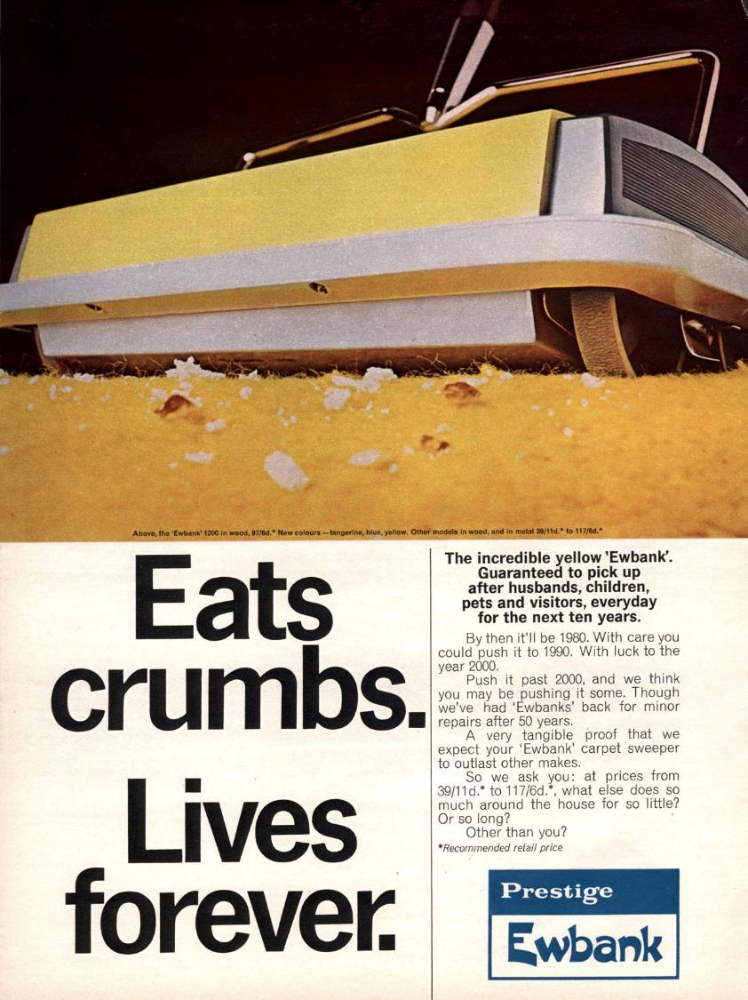 Above, the 'Ewbank' 1200 in wood, 97/6d.* New colours — tangerine, blue, yellow. Other models in wood, and in metal 39/11d.* to 117/6d.*
Eats
crumbs.
Lives
forever.
The incredible yellow 'Ewbank'.
Guaranteed to pick up
after husbands, children,
pets and visitors, everyday
for the next ten years.
By then it'll be 1980. With care you
could push it to 1990. With luck to the
year 2000.
Push it past 2000, and we think
you may be pushing it some. Though
we've had 'Ewbanks' back for minor
repairs after 50 years.
A very tangible proof that we
expect your 'Ewbank' carpet sweeper
to outlast other makes.
So we ask you: at prices from
39/11d.* to 117/6d.*, what else does so
much around the house for so little?
Or so long?
Other than you?
*Recommended retail price
Prestige
Ewbank